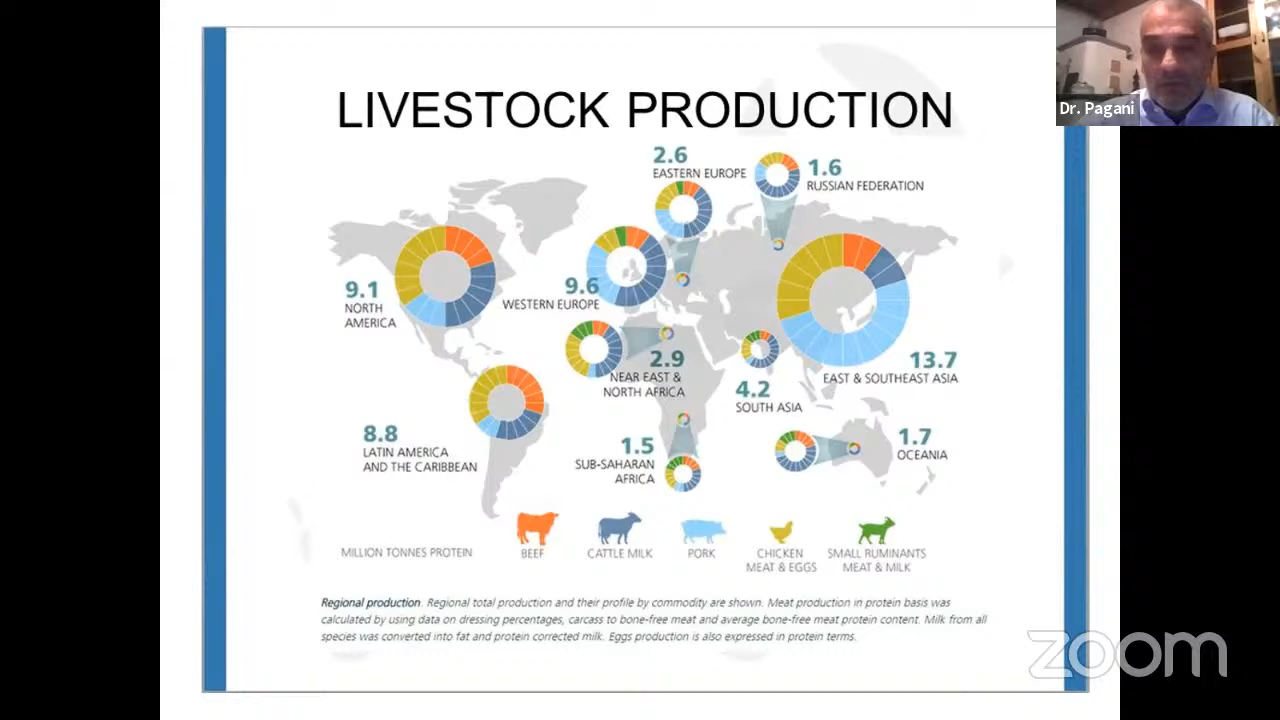 Dr. Pagani
LIVESTOCK PRODUCTION
2.6
EASTERN EUROPE
1.6
RUSSIAN FEDERATION
9.1
NORTH
AMERICA
9.6
WESTERN EUROPE
2.9
NEAR EAST &
NORTH AFRICA
4.2
SOUTH ASIA
13.7
EAST & SOUTHEAST ASIA
8.8
LATIN AMERICA
AND THE CARIBBEAN
1.5
SUB-SAHARAN
AFRICA
1.7
OCEANIA
MILLION TONNES PROTEIN
BEEF
CATTLE MILK
PORK
CHICKEN
MEAT & EGGS
SMALL RUMINANTS
MEAT & MILK
Regional production. Regional total production and their profile by commodity are shown. Meat production in protein basis was
calculated by using data on dressing percentages, carcass to bone-free meat and average bone-free meat protein content. Milk from all
species was converted into fat and protein corrected milk. Eggs production is also expressed in protein terms.
zoom